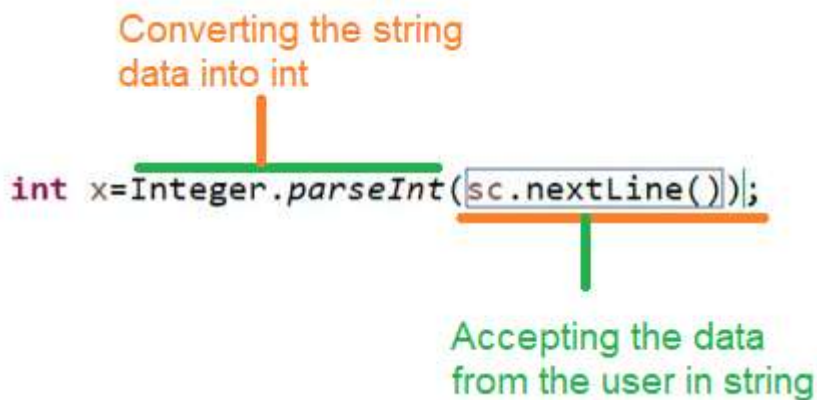 Converting the string
data into int
int x=Integer.parseInt(sc.nextLine());
Accepting the data
from the user in string